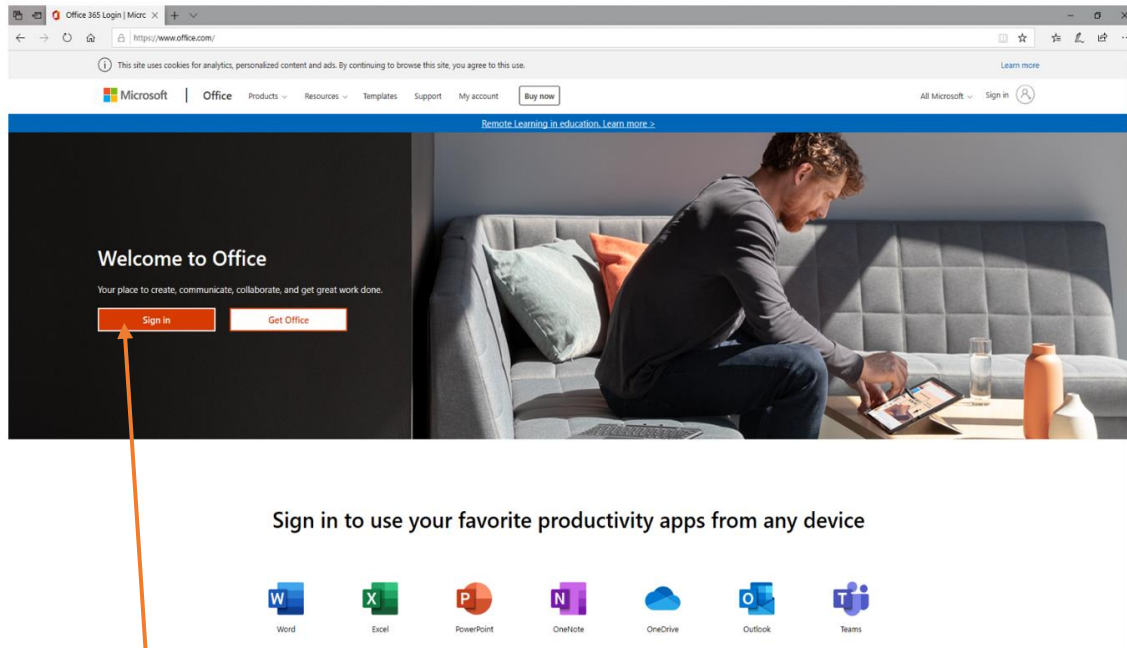 Office 365 Login | Micrc
https://www.office.com/
This site uses cookies for analytics, personalized content and ads. By continuing to browse this site, you agree to this use.
Learn more
Microsoft Office Products Resources Templates Support My account Buy now All Microsoft Sign in
Remote Learning in education. Learn more >
Welcome to Office
Your place to create, communicate, collaborate, and get great work done.
Sign in Get Office
Sign in to use your favorite productivity apps from any device
W X P N O T
Word Excel PowerPoint OneNote OneDrive Outlook Teams